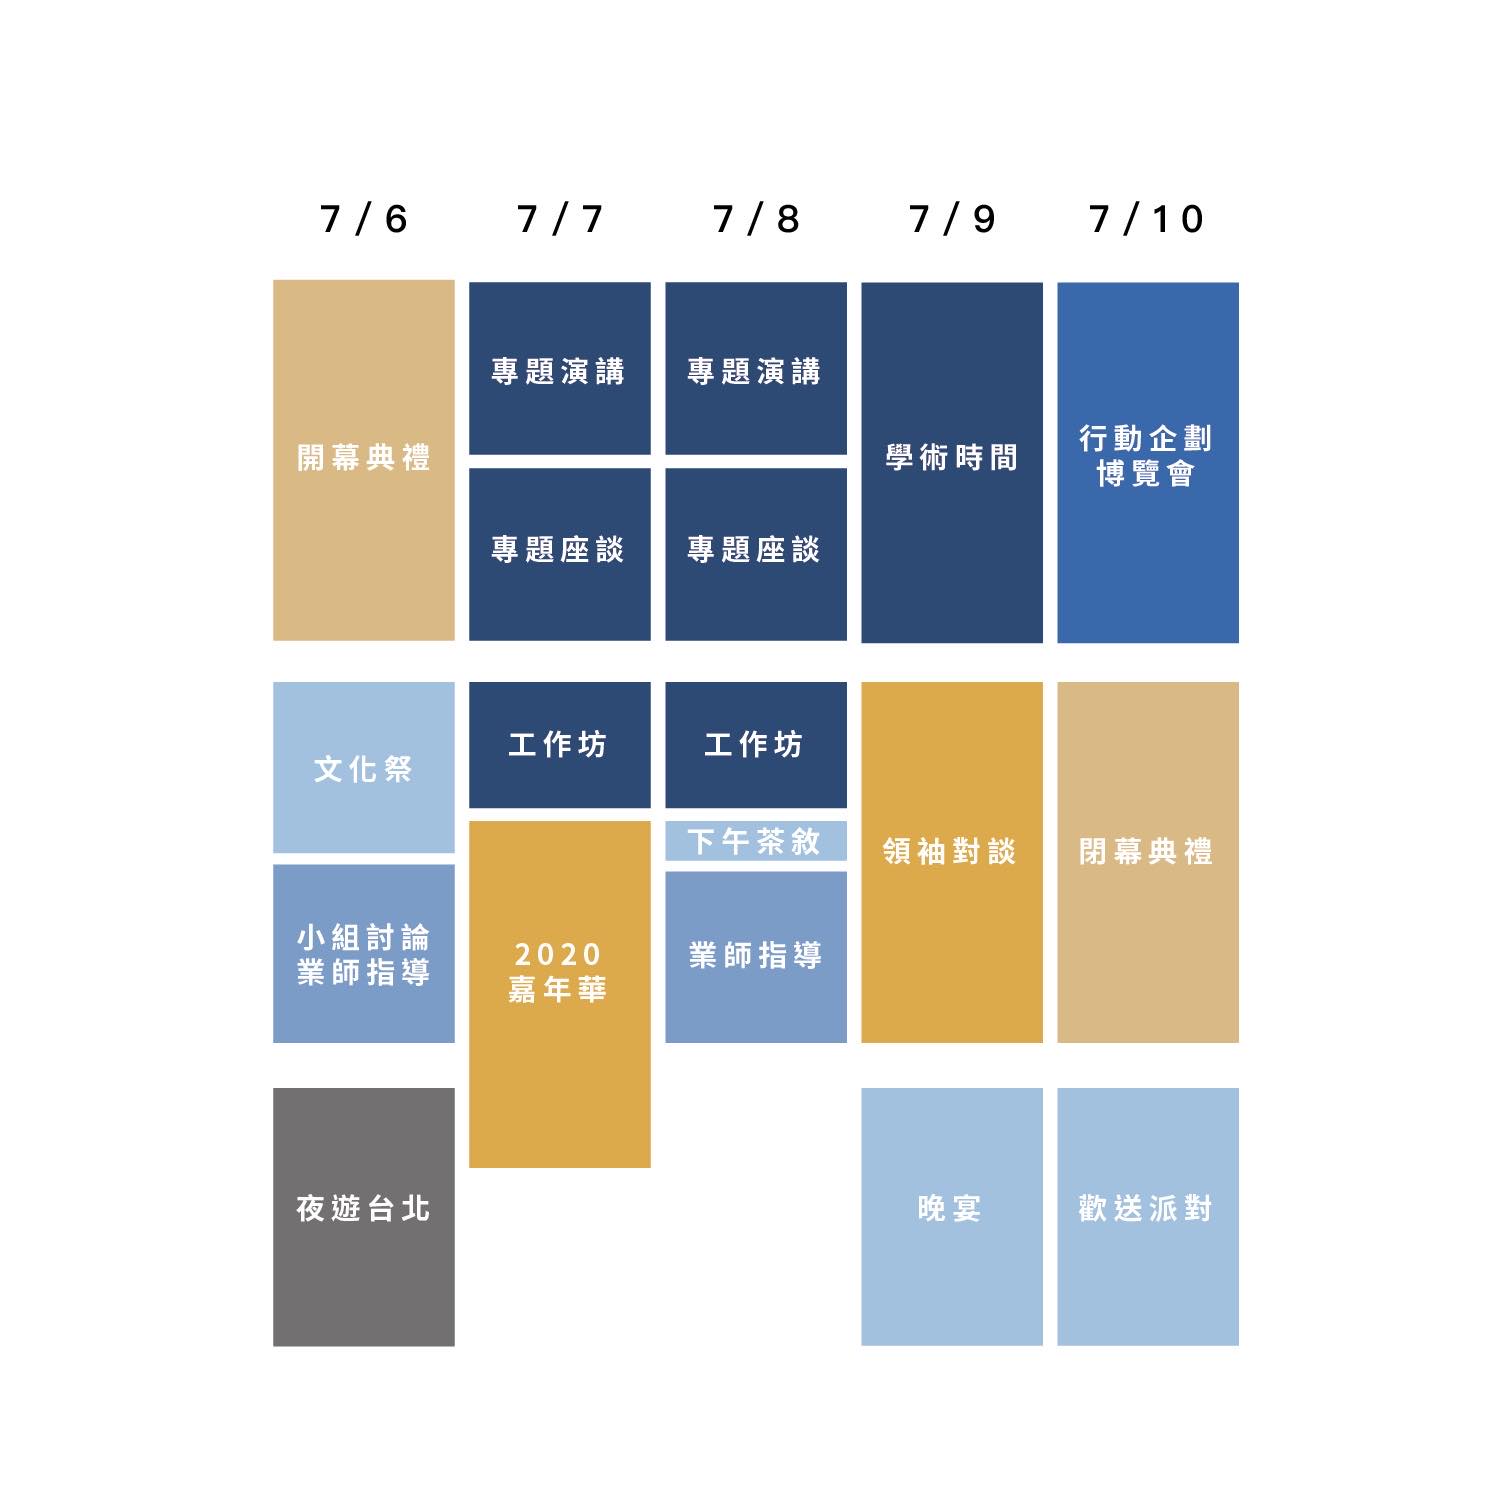 7/6
7/7
7/8
7/9
7/10
開幕典禮
專題演講
專題演講
學術時間
行動企劃
博覽會
專題座談
專題座談
文化祭
工作坊
工作坊
領袖對談
閉幕典禮
下午茶敘
小組討論
業師指導
2020
嘉年華
業師指導
夜遊台北
晚宴
歡送派對